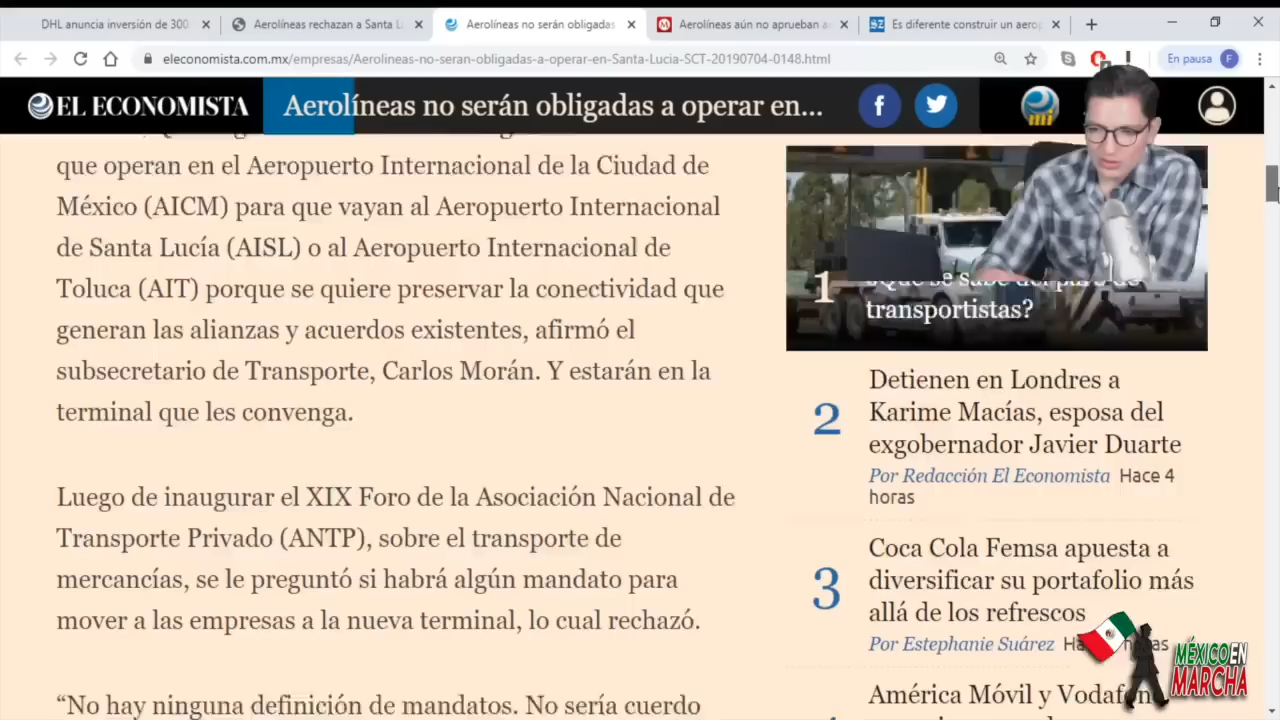 DHL anuncia inversión de 300
Aerolíneas rechazan a Santa L
Aerolíneas no serán obligadas
Aerolíneas aún no aprueban
Es diferente construir un aerop
eleconomista.com.mx/empresas/Aerolineas-no-seran-obligadas-a-operar-en-Santa-Lucia-SCT-20190704-0148.html
En pausa
F
EL ECONOMISTA
Aerolíneas no serán obligadas a operar en...
que operan en el Aeropuerto Internacional de la Ciudad de
México (AICM) para que vayan al Aeropuerto Internacional
de Santa Lucía (AISL) o al Aeropuerto Internacional de
Toluca (AIT) porque se quiere preservar la conectividad que
generan las alianzas y acuerdos existentes, afirmó el
subsecretario de Transporte, Carlos Morán. Y estarán en la
terminal que les convenga.
Luego de inaugurar el XIX Foro de la Asociación Nacional de
Transporte Privado (ANTP), sobre el transporte de
mercancías, se le preguntó si habrá algún mandato para
mover a las empresas a la nueva terminal, lo cual rechazó.
“No hay ninguna definición de mandatos. No sería cuerdo
1
¿Qué se sabe del paro de
transportistas?
2
Detienen en Londres a
Karime Macías, esposa del
exgobernador Javier Duarte
Por Redacción El Economista Hace 4
horas
3
Coca Cola Femsa apuesta a
diversificar su portafolio más
allá de los refrescos
Por Estephanie Suárez
América Móvil y Vodafone
MÉXICO EN
MARCHA